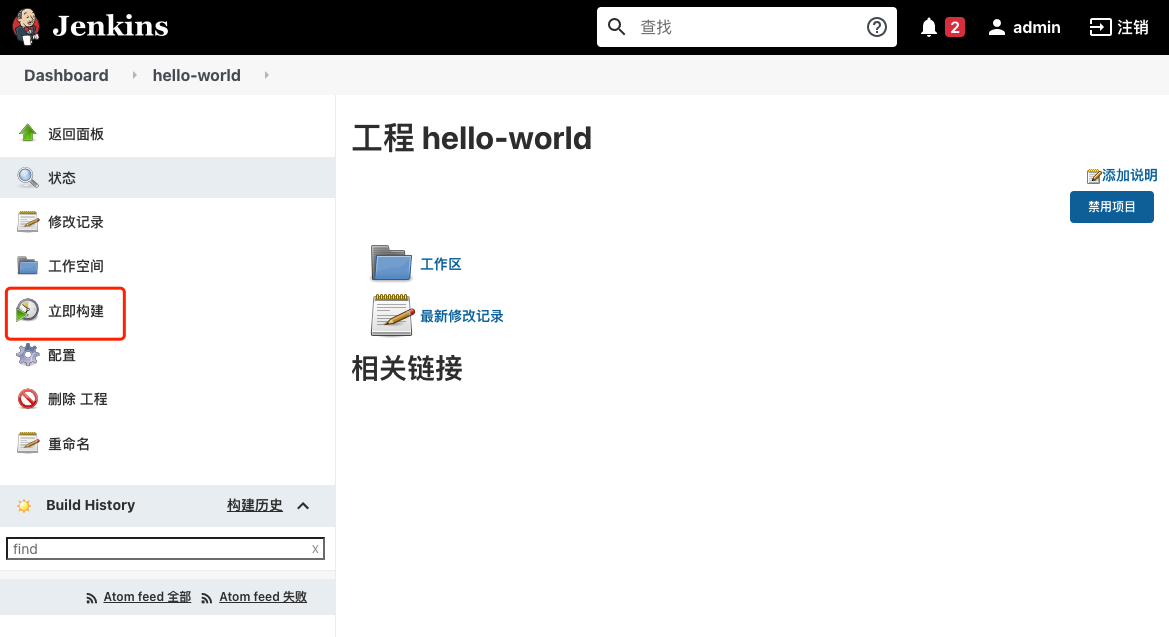 Jenkins
查找
2
admin
注销
Dashboard
hello-world
返回面板
状态
修改记录
工作空间
立即构建
配置
删除 工程
重命名
Build History
构建历史
find
x
Atom feed 全部
Atom feed 失败
工程 hello-world
添加说明
禁用项目
工作区
最新修改记录
相关链接